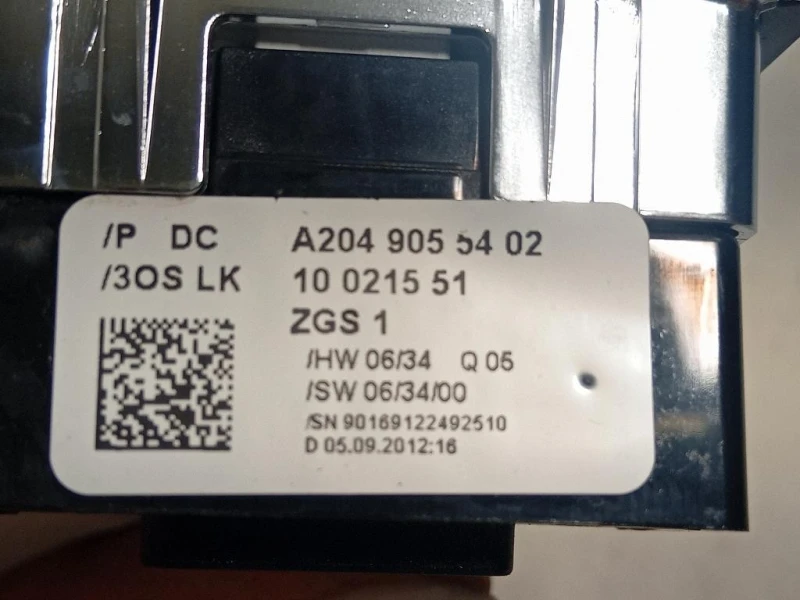 /P DC A204 905 54 02
/3OS LK 10 0215 51
ZGS 1
/HW 06/34 Q 05
/SW 06/34/00
/SN 90169122492510
D 05.09.2012:16